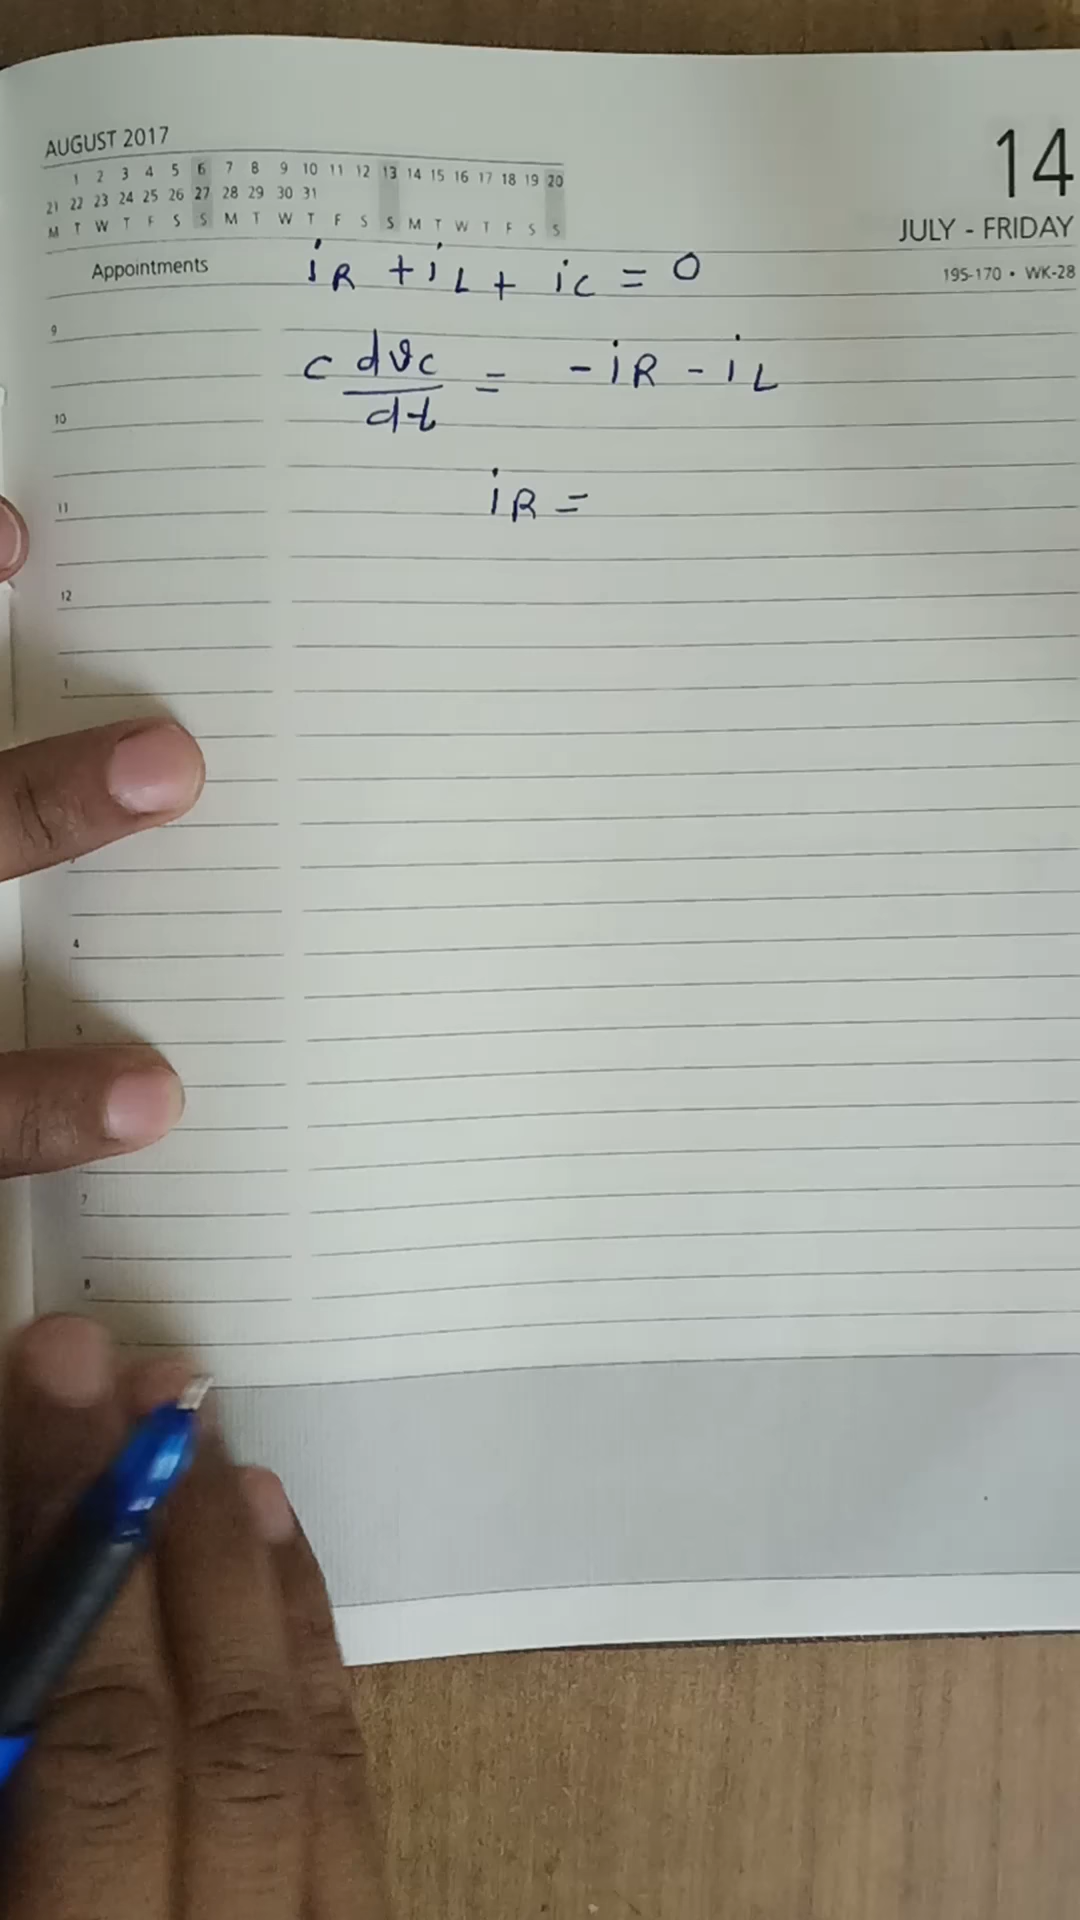 AUGUST 2017
14
1 2 3 4 5 6 7 8 9 10 11 12 13 14 15 16 17 18 19 20
21 22 23 24 25 26 27 28 29 30 31
M T W T F S S M T W T F S S M T W T F S S
JULY - FRIDAY
Appointments
195-170 • WK-28
iR + iL + ic = 0
9
c dvc/dt = -iR - iL
10
iR =
11
12
1
4
5
7
8